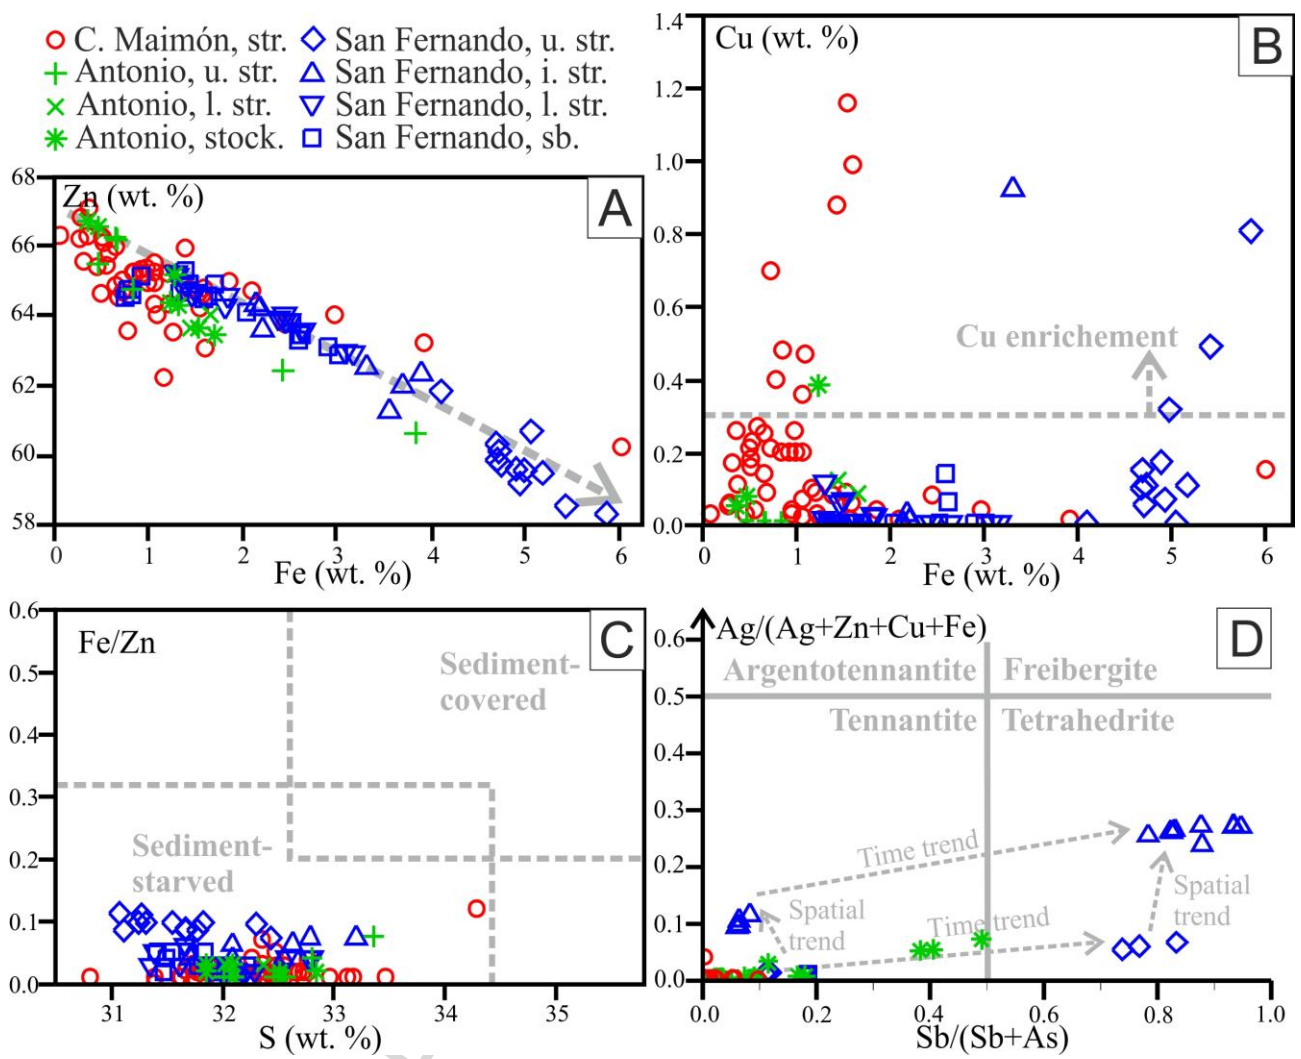 C. Maimón, str.
Antonio, u. str.
Antonio, l. str.
Antonio, stock.
San Fernando, u. str.
San Fernando, i. str.
San Fernando, l. str.
San Fernando, sb.
68
66
64
62
60
58
Zn (wt. %)
A
0 1 2 3 4 5 6
Fe (wt. %)
1.4
1.2
1.0
0.8
0.6
0.4
0.2
0.0
Cu (wt. %)
B
Cu enrichement
0 1 2 3 4 5 6
Fe (wt. %)
0.6
0.5
0.4
0.3
0.2
0.1
0.0
Fe/Zn
C
Sediment-
covered
Sediment-
starved
31 32 33 34 35
S (wt. %)
0.6
0.5
0.4
0.3
0.2
0.1
0.0
Ag/(Ag+Zn+Cu+Fe)
D
Argentotennantite
Freibergite
Tennantite
Tetrahedrite
Time trend
Spatial
trend
Time trend
Spatial
trend
0.0 0.2 0.4 0.6 0.8 1.0
Sb/(Sb+As)